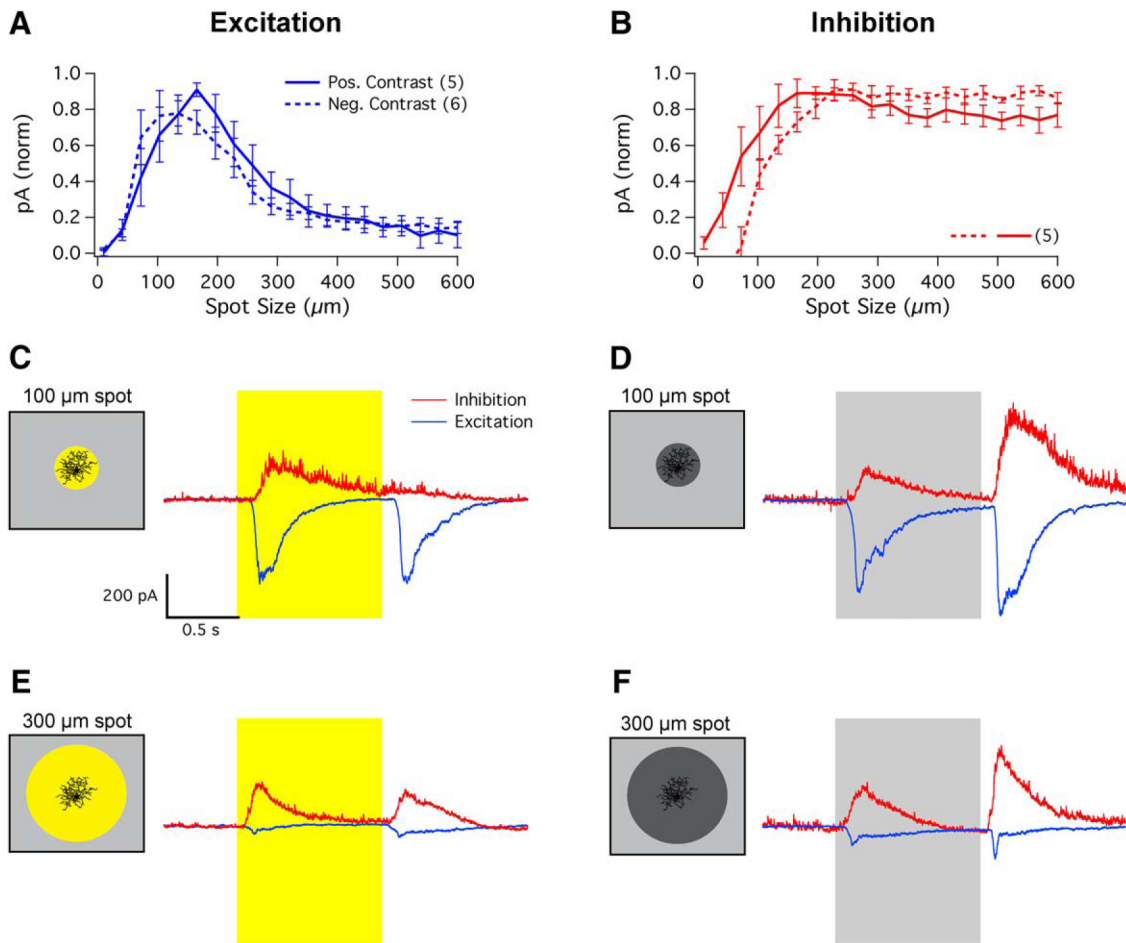 A
Excitation
pA (norm)
1.0
0.8
0.6
0.4
0.2
0.0
Pos. Contrast (5)
Neg. Contrast (6)
0 100 200 300 400 500 600
Spot Size (µm)
B
Inhibition
pA (norm)
1.0
0.8
0.6
0.4
0.2
0.0
(5)
0 100 200 300 400 500 600
Spot Size (µm)
C
100 µm spot
Inhibition
Excitation
200 pA
0.5 s
D
100 µm spot
E
300 µm spot
F
300 µm spot